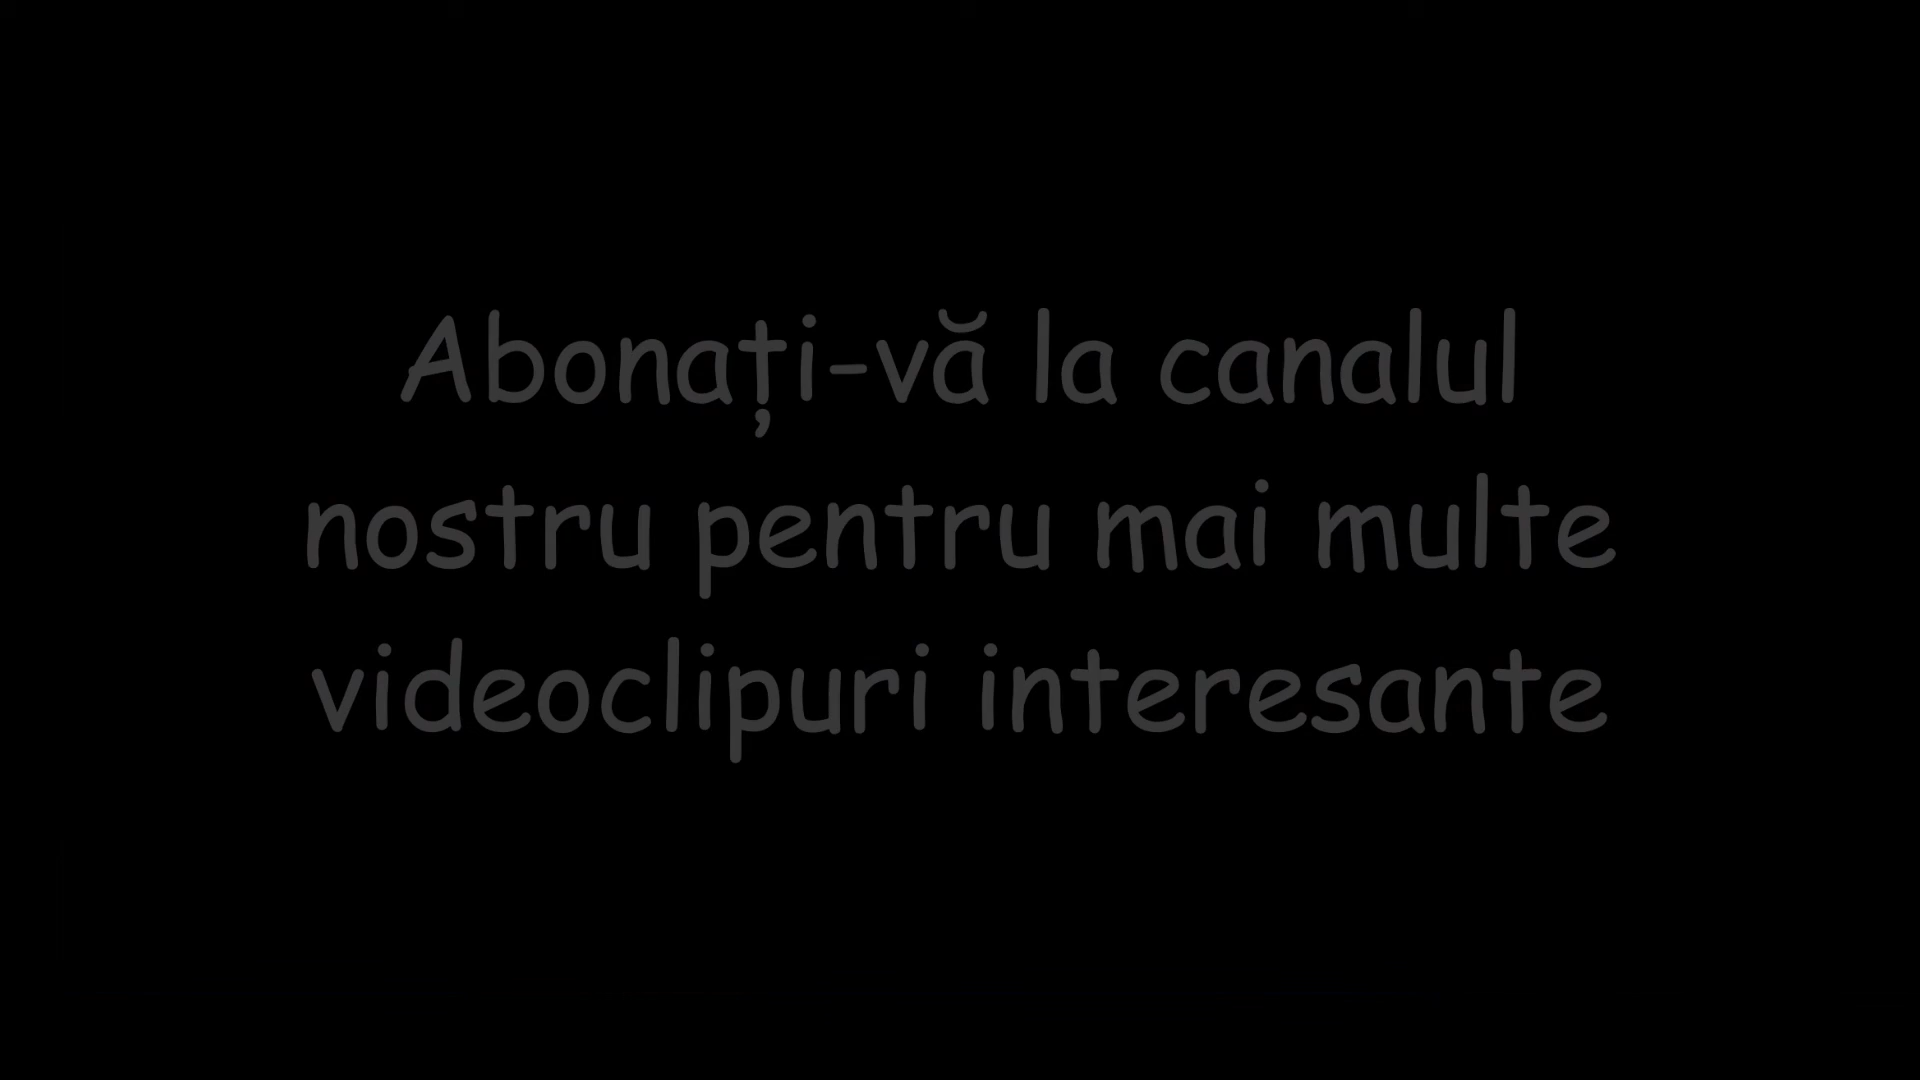 Abonați-vă la canalul
nostru pentru mai multe
videoclipuri interesante